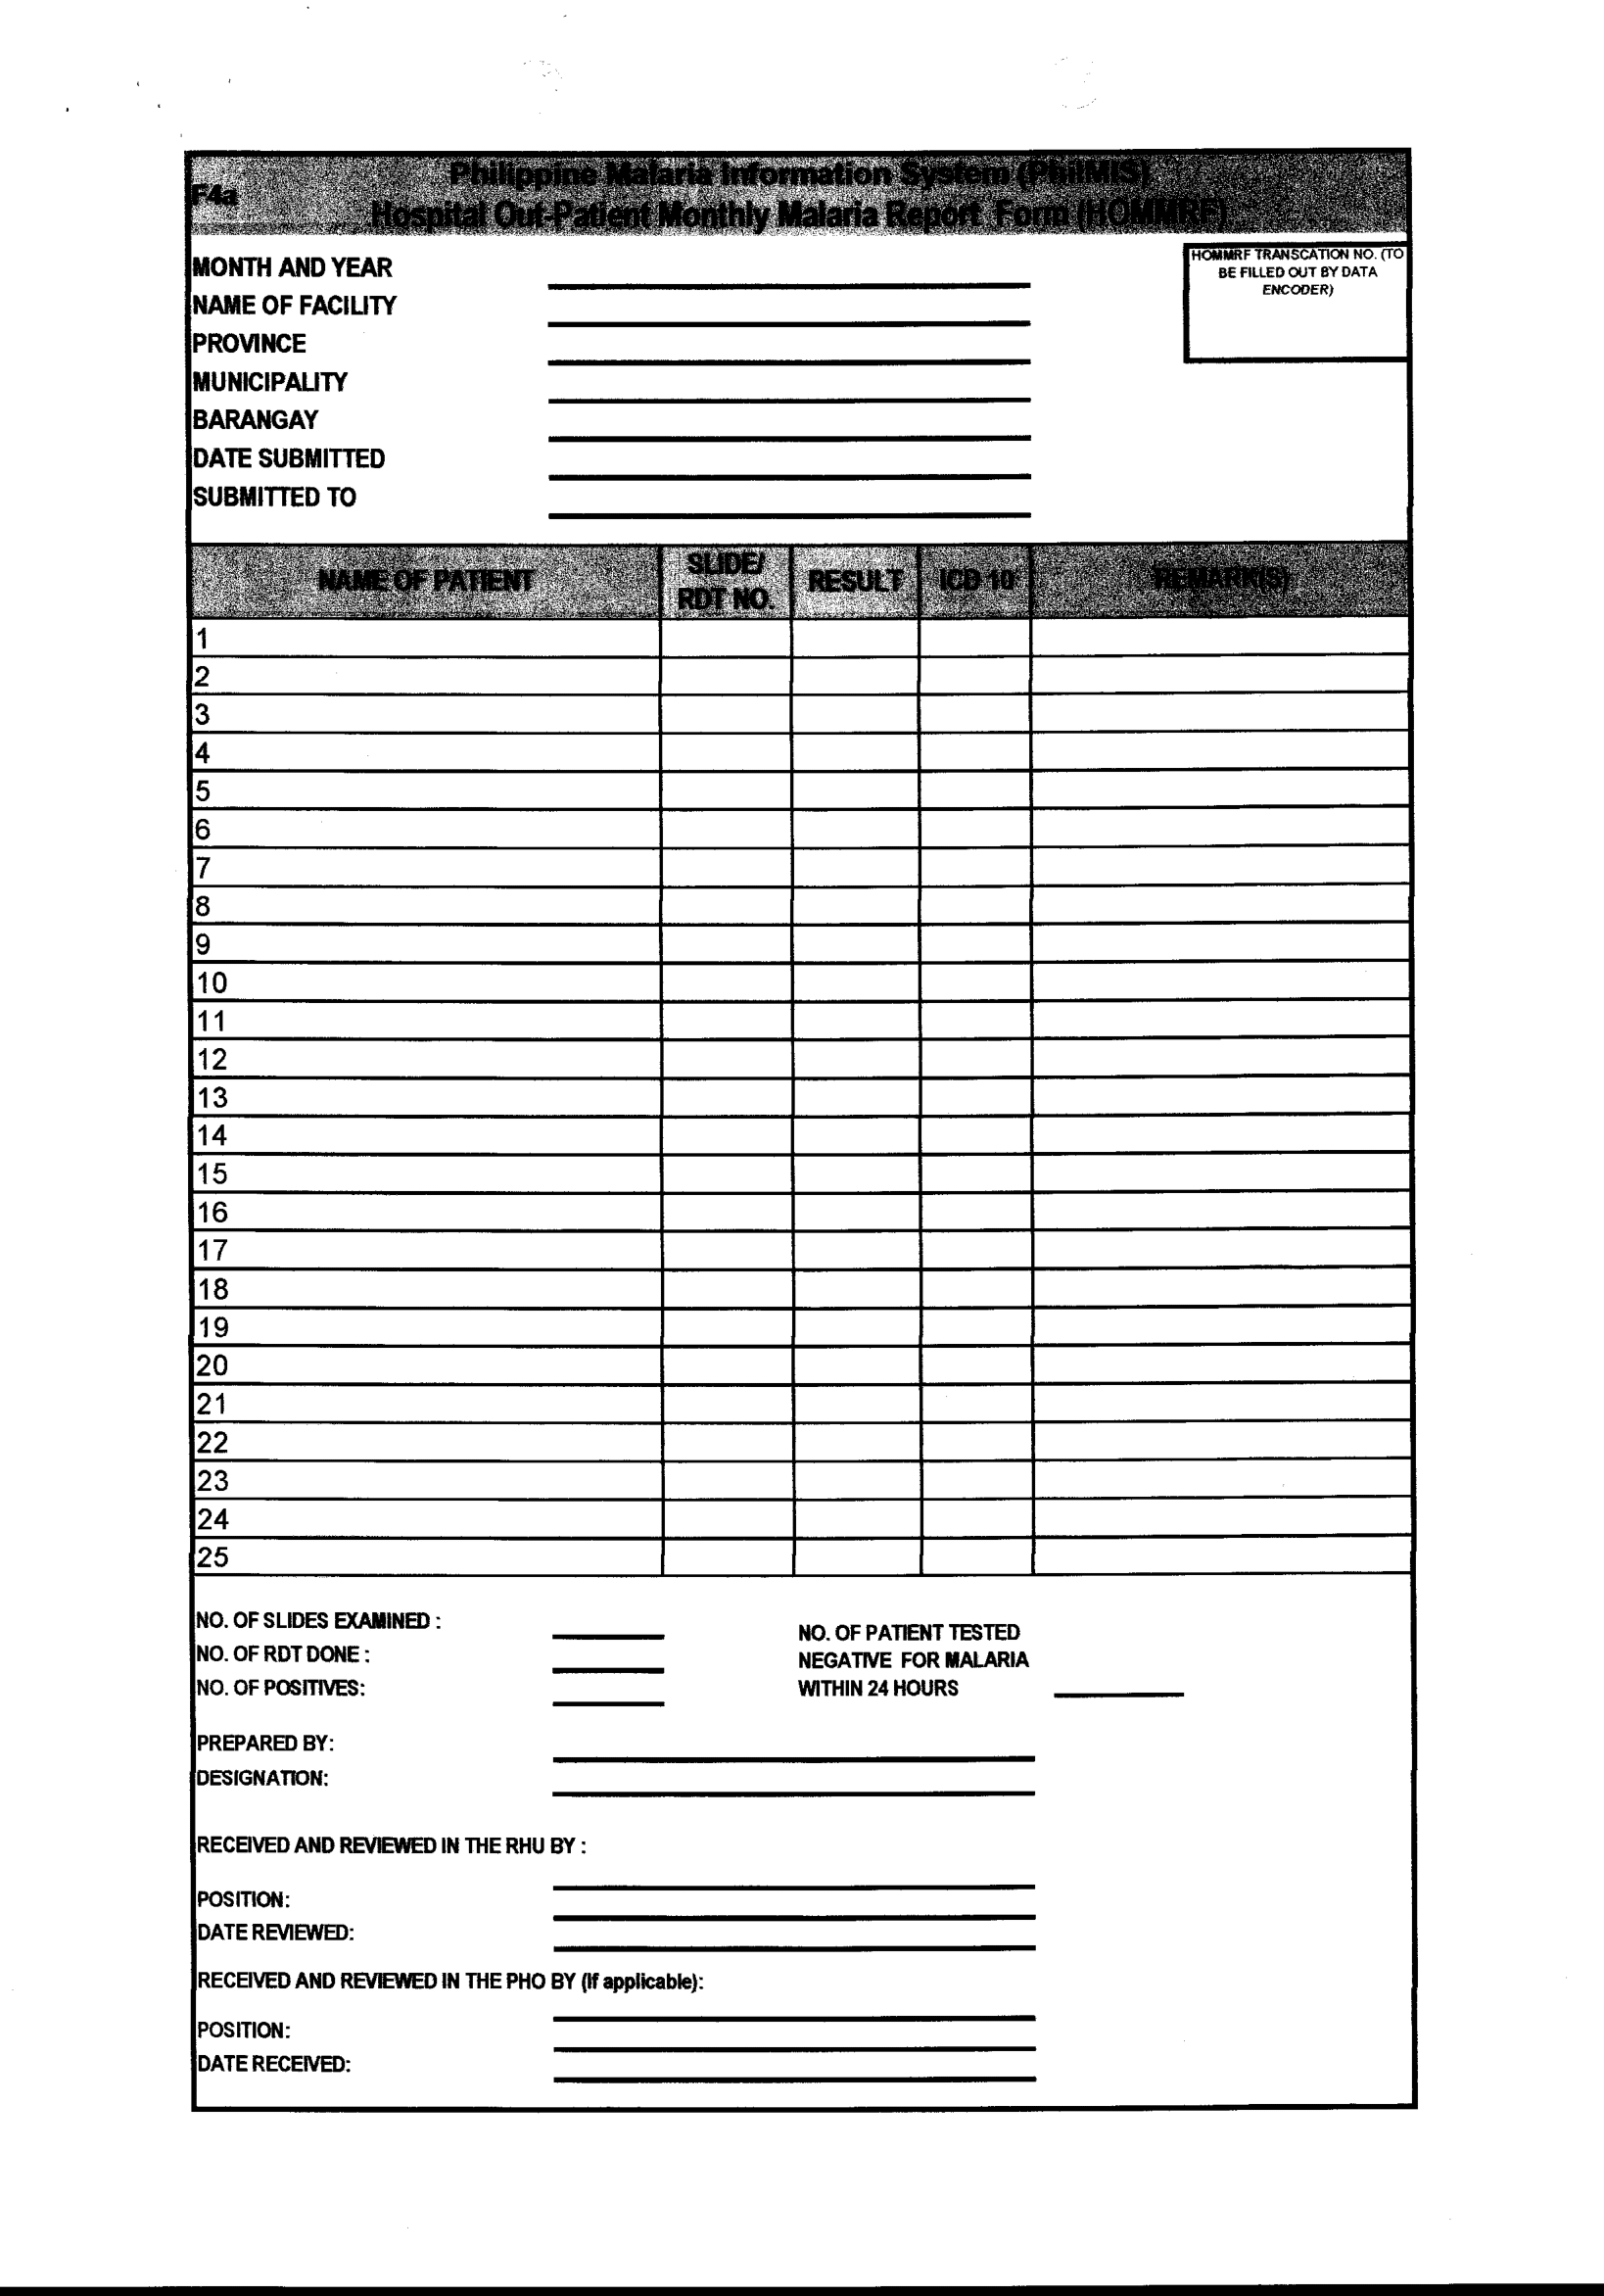 F4a
Philippine Malaria Information System (PhilMIS)
Hospital Out-Patient Monthly Malaria Report Form (HOMMRF)
HOMMRF TRANSCATION NO. (TO
BE FILLED OUT BY DATA
ENCODER)
MONTH AND YEAR
NAME OF FACILITY
PROVINCE
MUNICIPALITY
BARANGAY
DATE SUBMITTED
SUBMITTED TO
NAME OF PATIENT SLIDE/ RDT NO. RESULT ICD 10 REMARK(S)
1
2
3
4
5
6
7
8
9
10
11
12
13
14
15
16
17
18
19
20
21
22
23
24
25
NO. OF SLIDES EXAMINED :
NO. OF RDT DONE :
NO. OF POSITIVES:
NO. OF PATIENT TESTED
NEGATIVE FOR MALARIA
WITHIN 24 HOURS
PREPARED BY:
DESIGNATION:
RECEIVED AND REVIEWED IN THE RHU BY :
POSITION:
DATE REVIEWED:
RECEIVED AND REVIEWED IN THE PHO BY (If applicable):
POSITION:
DATE RECEIVED: